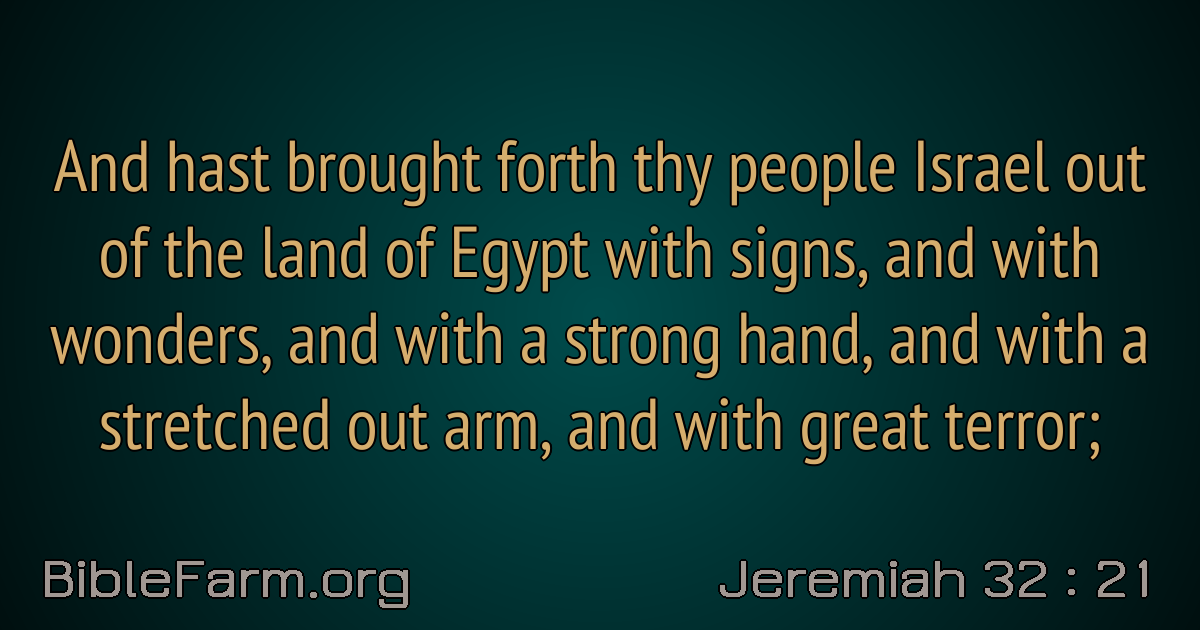 And hast brought forth thy people Israel out
of the land of Egypt with signs, and with
wonders, and with a strong hand, and with a
stretched out arm, and with great terror;
BibleFarm.org
Jeremiah 32 : 21